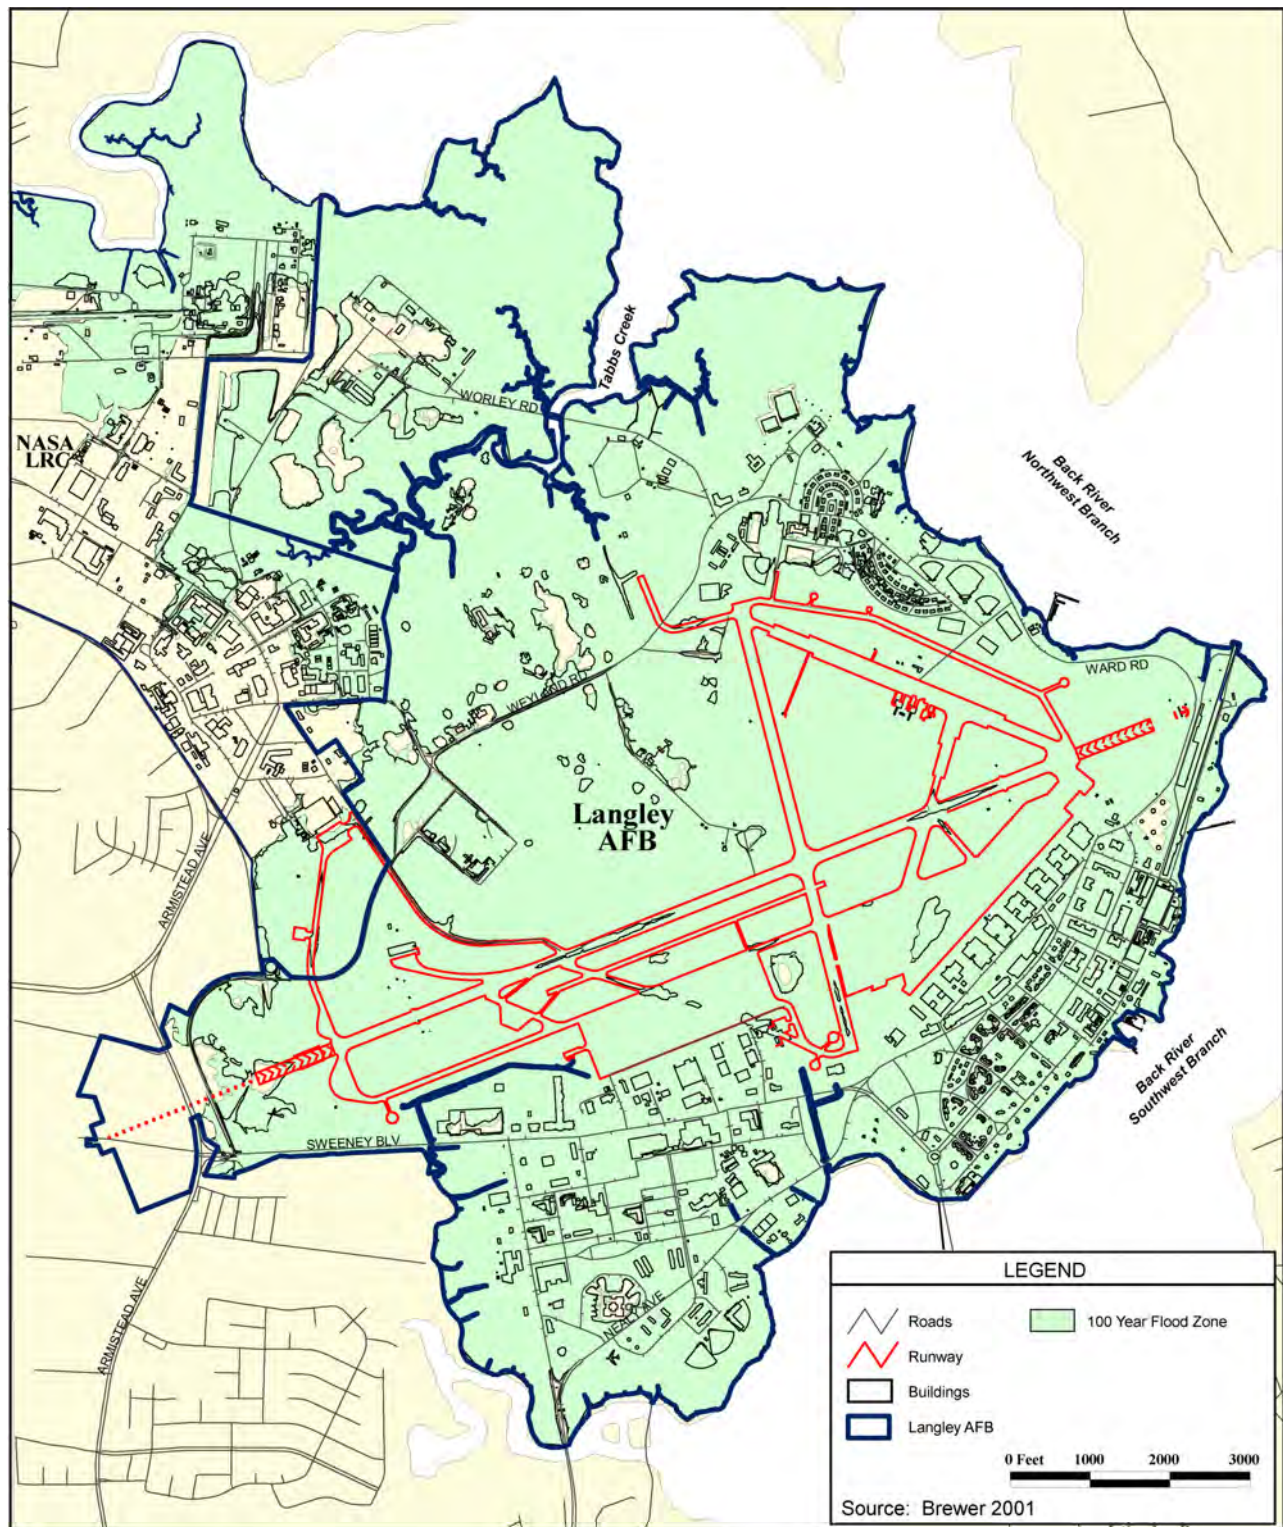 Tabbs Creek
WORLEY RD
NASA
LRC
Back River
Northwest Branch
WARD RD
WEYLAND RD
Langley
AFB
ARMISTEAD AVE
Back River
Southwest Branch
SWEENEY BLV
NEALY AVE
ARMISTEAD AVE
LEGEND
Roads
100 Year Flood Zone
Runway
Buildings
Langley AFB
0 Feet 1000 2000 3000
Source: Brewer 2001